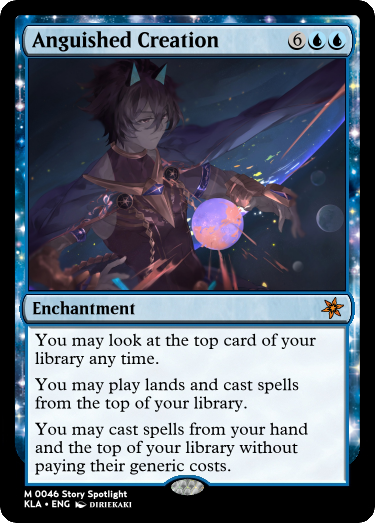 Anguished Creation 6
Enchantment
You may look at the top card of your
library any time.
You may play lands and cast spells
from the top of your library.
You may cast spells from your hand
and the top of your library without
paying their generic costs.
M 0046 Story Spotlight
KLA • ENG DIRIEKAKI